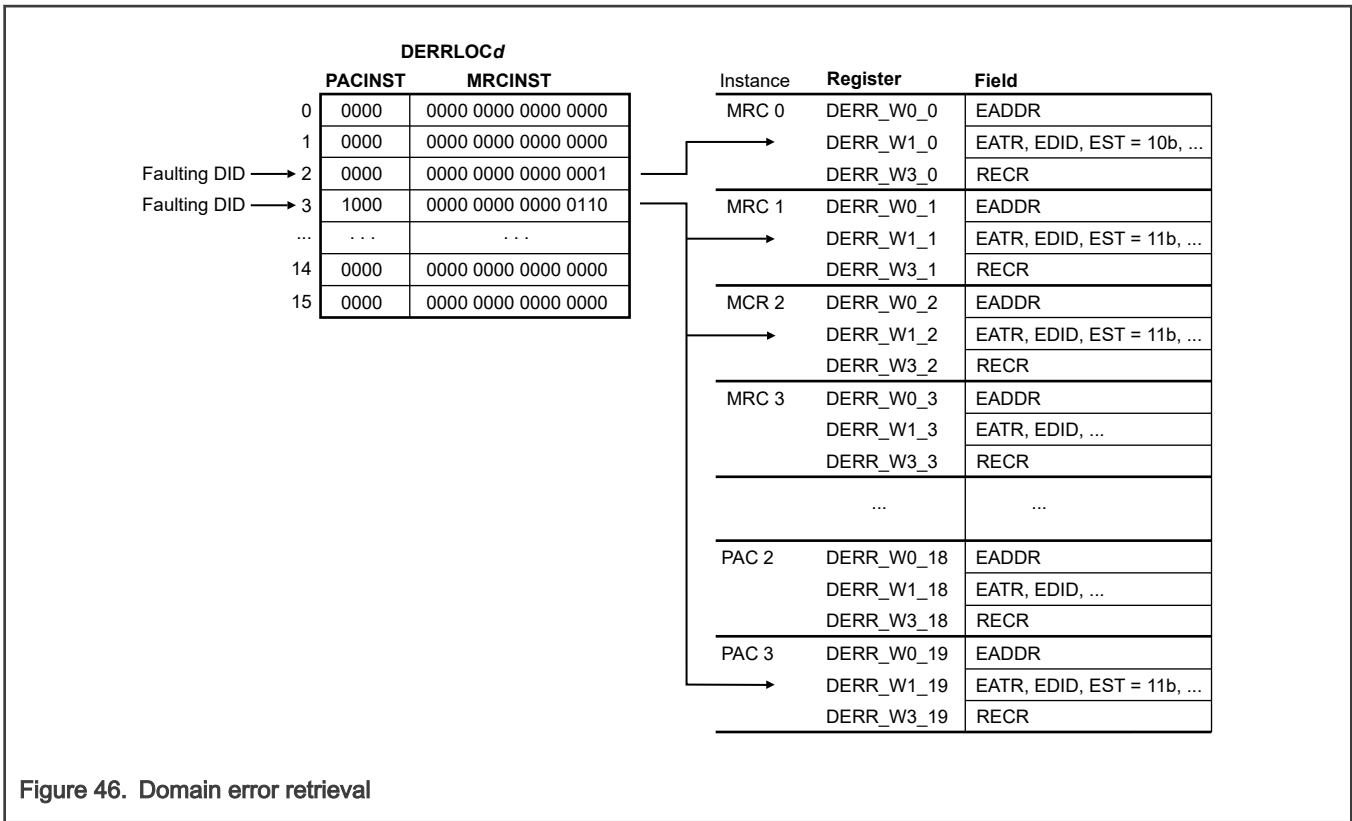 DERRLOCd
PACINST MRCINST
0 0000 0000 0000 0000 0000
1 0000 0000 0000 0000 0000
Faulting DID 2 0000 0000 0000 0000 0001
Faulting DID 3 1000 0000 0000 0000 0110
... . . . . . .
14 0000 0000 0000 0000 0000
15 0000 0000 0000 0000 0000
Instance Register Field
MRC 0 DERR_W0_0 EADDR
DERR_W1_0 EATR, EDID, EST = 10b, ...
DERR_W3_0 RECR
MRC 1 DERR_W0_1 EADDR
DERR_W1_1 EATR, EDID, EST = 11b, ...
DERR_W3_1 RECR
MCR 2 DERR_W0_2 EADDR
DERR_W1_2 EATR, EDID, EST = 11b, ...
DERR_W3_2 RECR
MRC 3 DERR_W0_3 EADDR
DERR_W1_3 EATR, EDID, ...
DERR_W3_3 RECR
... ...
PAC 2 DERR_W0_18 EADDR
DERR_W1_18 EATR, EDID, ...
DERR_W3_18 RECR
PAC 3 DERR_W0_19 EADDR
DERR_W1_19 EATR, EDID, EST = 11b, ...
DERR_W3_19 RECR
Figure 46. Domain error retrieval